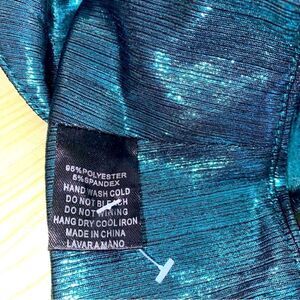 95%POLYESTER
5%SPANDEX
HAND WASH COLD
DO NOT BLEACH
DO NOT WINING
HANG DRY COOL IRON
MADE IN CHINA
LAVAR A MANO